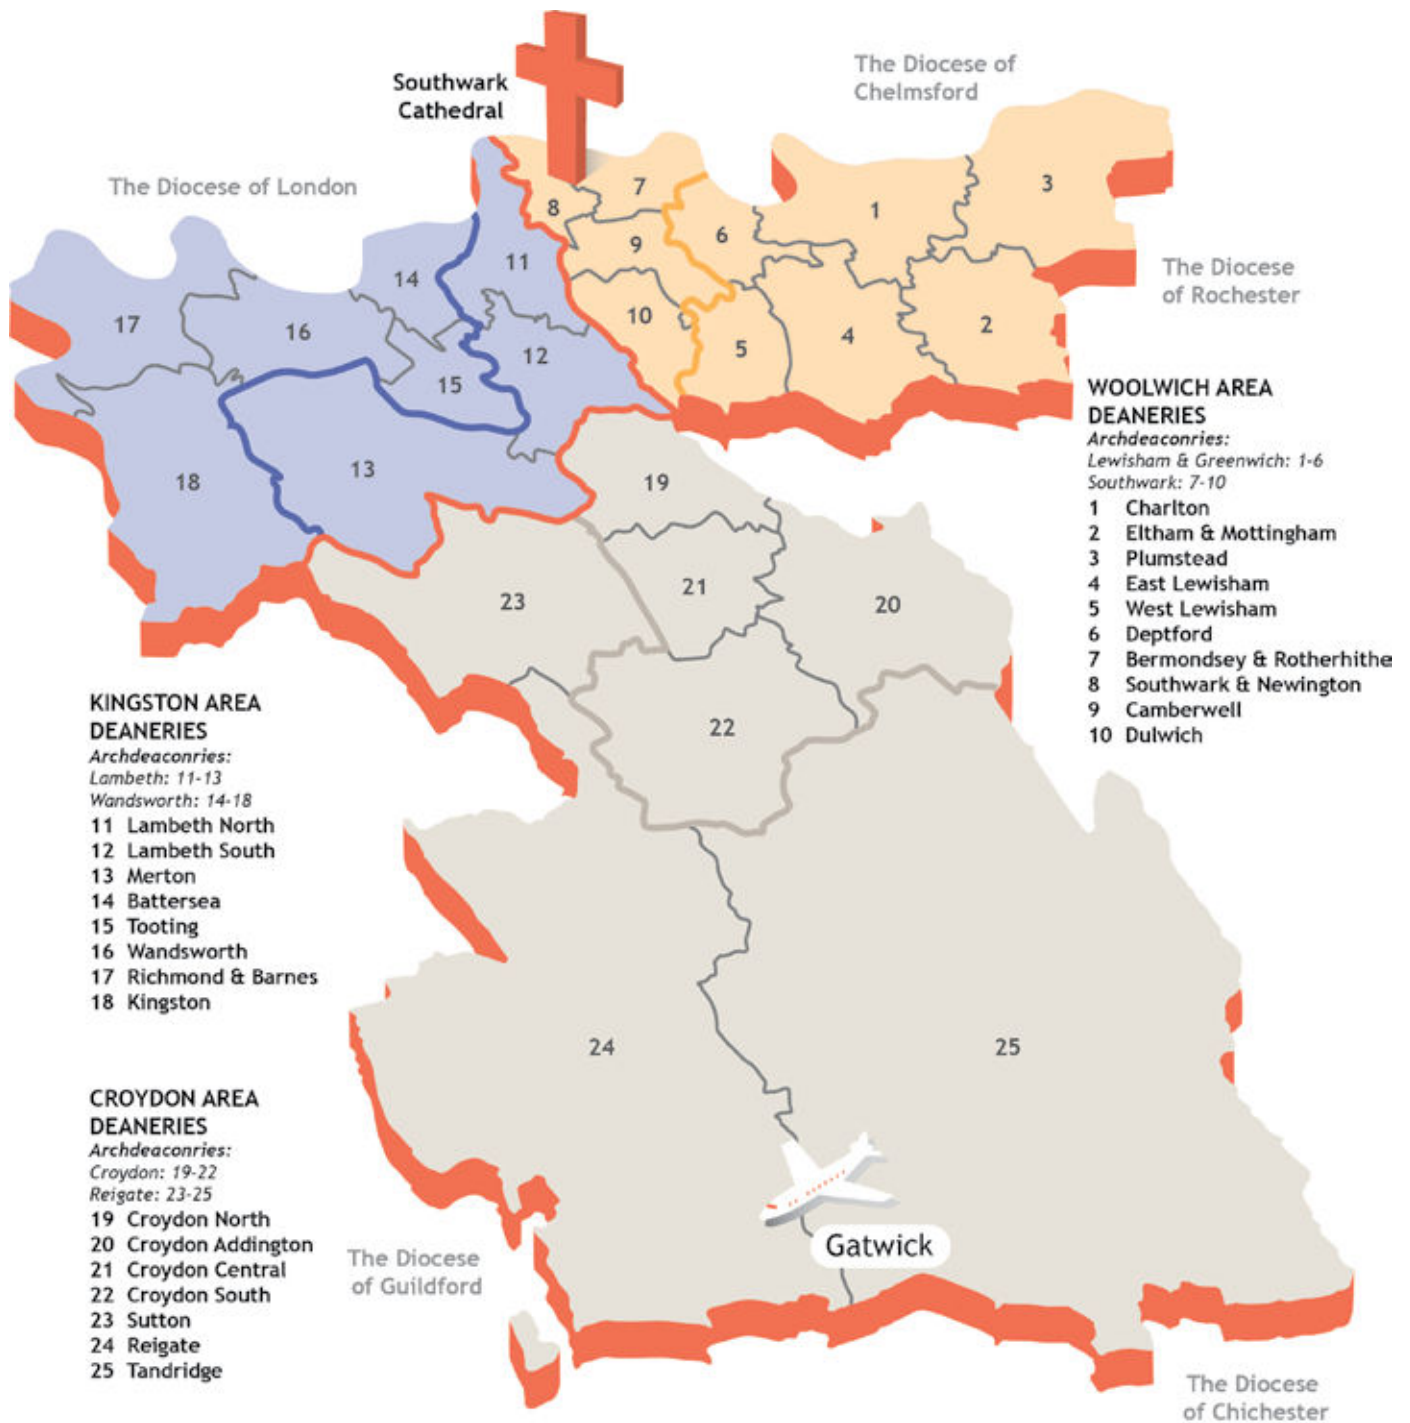 Southwark
Cathedral
The Diocese of
Chelmsford
The Diocese of London
The Diocese
of Rochester
1
2
3
4
5
6
7
8
9
10
11
12
13
14
15
16
17
18
19
20
21
22
23
24
25
WOOLWICH AREA
DEANERIES
Archdeaconries:
Lewisham & Greenwich: 1-6
Southwark: 7-10
1 Charlton
2 Eltham & Mottingham
3 Plumstead
4 East Lewisham
5 West Lewisham
6 Deptford
7 Bermondsey & Rotherhithe
8 Southwark & Newington
9 Camberwell
10 Dulwich
KINGSTON AREA
DEANERIES
Archdeaconries:
Lambeth: 11-13
Wandsworth: 14-18
11 Lambeth North
12 Lambeth South
13 Merton
14 Battersea
15 Tooting
16 Wandsworth
17 Richmond & Barnes
18 Kingston
CROYDON AREA
DEANERIES
Archdeaconries:
Croydon: 19-22
Reigate: 23-25
19 Croydon North
20 Croydon Addington
21 Croydon Central
22 Croydon South
23 Sutton
24 Reigate
25 Tandridge
The Diocese
of Guildford
Gatwick
The Diocese
of Chichester